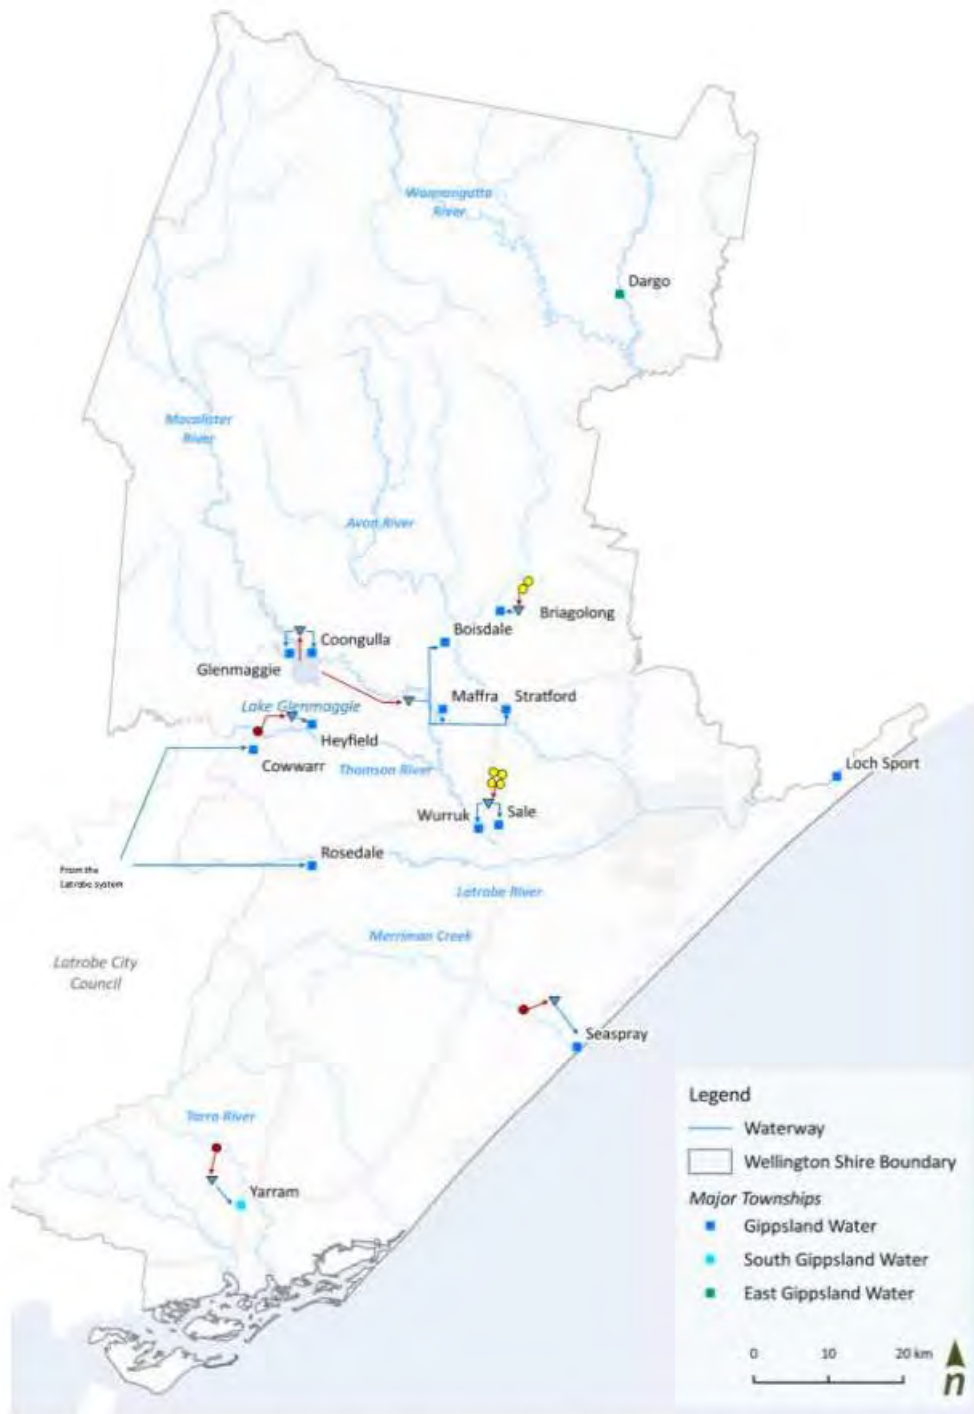 Wonnangatta
River
Dargo
Macalister
River
Avon River
Briagolong
Boisdale
Coongulla
Glenmaggie
Maffra
Stratford
Lake Glenmaggie
Heyfield
Cowwarr
Thomson River
Loch Sport
Wurruk
Sale
Rosedale
From the
Latrobe system
Latrobe River
Merriman Creek
Latrobe City
Council
Seaspray
Tarra River
Yarram
Legend
Waterway
Wellington Shire Boundary
Major Townships
Gippsland Water
South Gippsland Water
East Gippsland Water
0 10 20 km
n